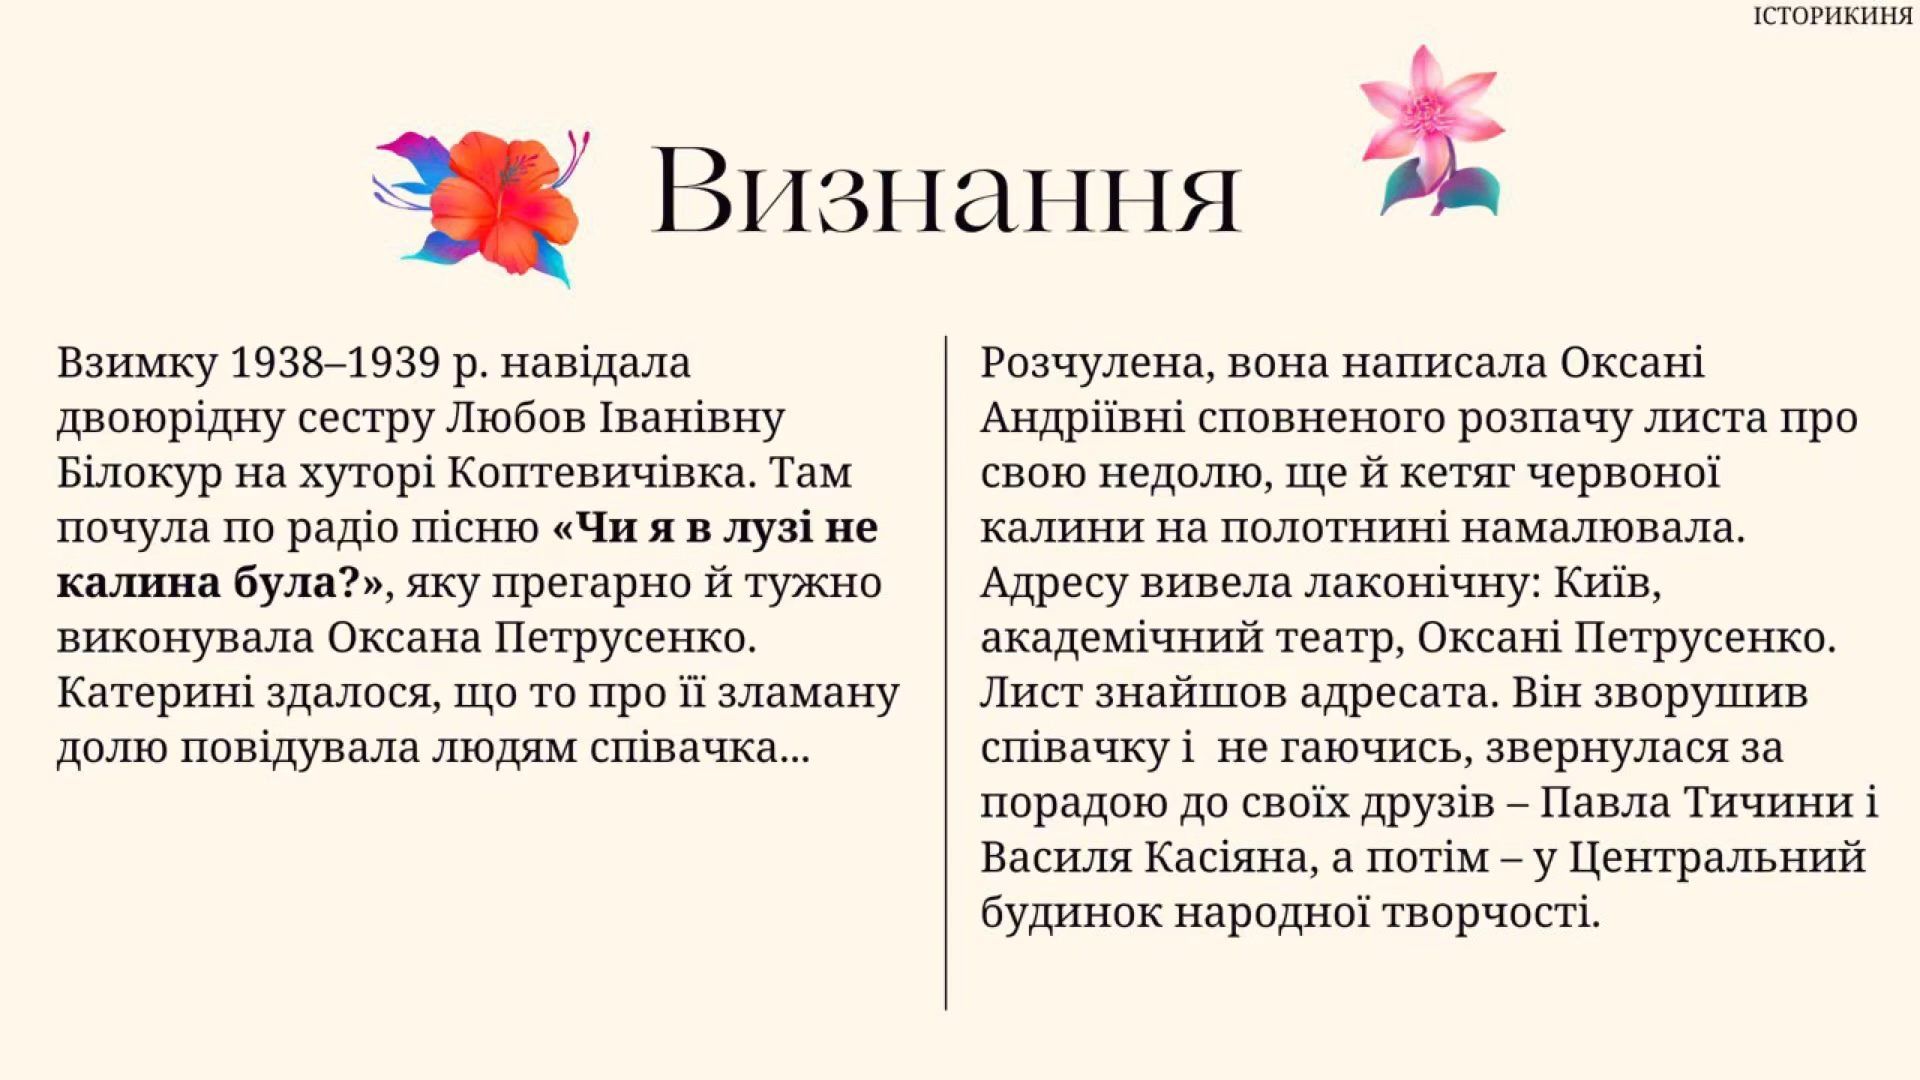 ІСТОРИКИНЯ
Визнання
Взимку 1938–1939 р. навідала
двоюрідну сестру Любов Іванівну
Білокур на хуторі Коптевичівка. Там
почула по радіо пісню «Чи я в лузі не
калина була?», яку прегарно й тужно
виконувала Оксана Петрусенко.
Катерині здалося, що то про її зламану
долю повідувала людям співачка...
Розчулена, вона написала Оксані
Андріївні сповненого розпачу листа про
свою недолю, ще й кетяг червоної
калини на полотнині намалювала.
Адресу вивела лаконічну: Київ,
академічний театр, Оксані Петрусенко.
Лист знайшов адресата. Він зворушив
співачку і  не гаючись, звернулася за
порадою до своїх друзів – Павла Тичини і
Василя Касіяна, а потім – у Центральний
будинок народної творчості.